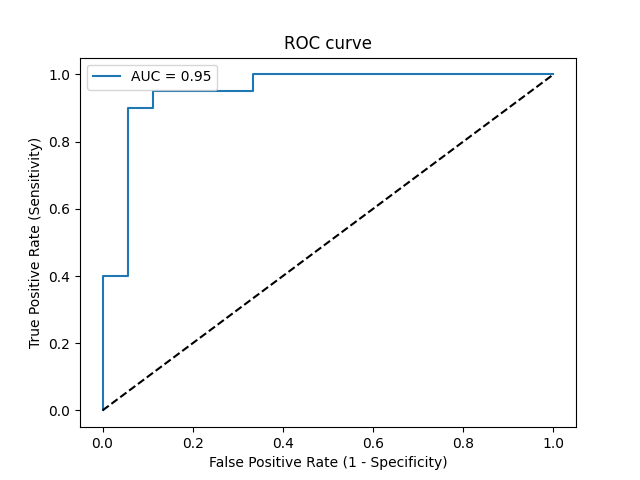 ROC curve
AUC = 0.95
1.0
0.8
0.6
0.4
0.2
0.0
True Positive Rate (Sensitivity)
0.0 0.2 0.4 0.6 0.8 1.0
False Positive Rate (1 - Specificity)